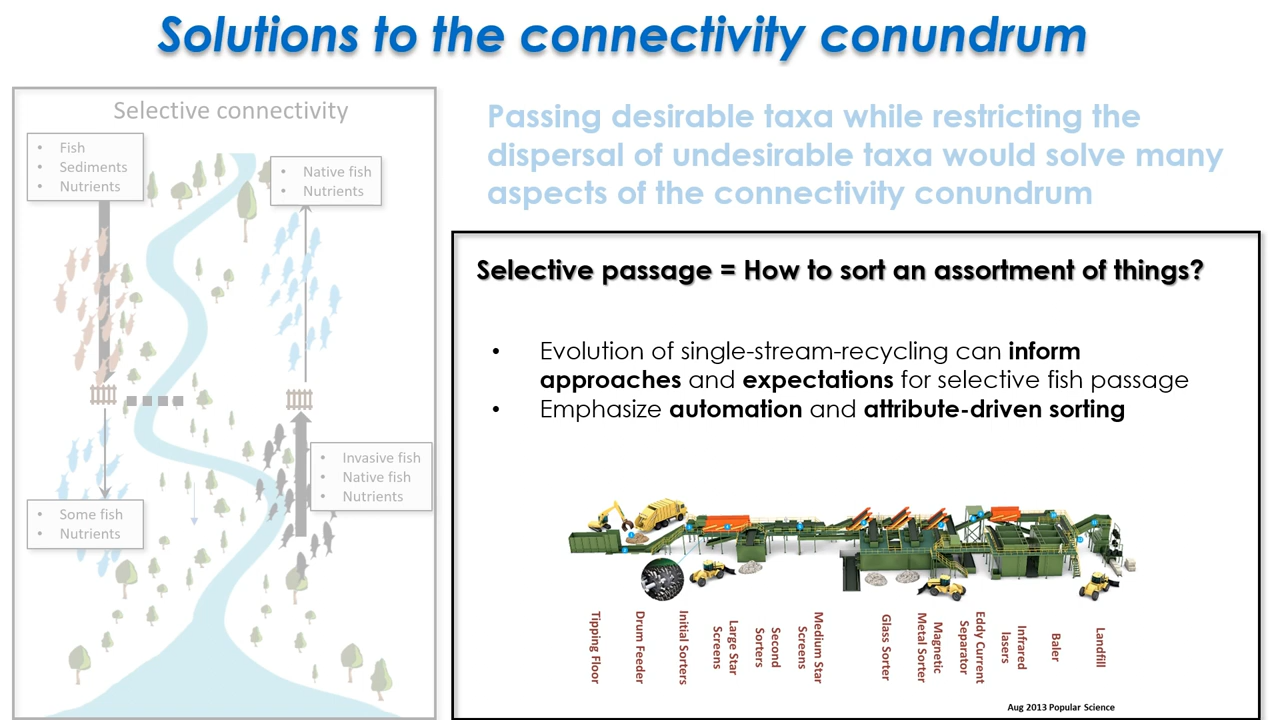 Solutions to the connectivity conundrum
Selective connectivity
• Fish
• Sediments
• Nutrients
• Native fish
• Nutrients
• Invasive fish
• Native fish
• Nutrients
• Some fish
• Nutrients
Passing desirable taxa while restricting the
dispersal of undesirable taxa would solve many
aspects of the connectivity conundrum
Selective passage = How to sort an assortment of things?
• Evolution of single-stream-recycling can inform
approaches and expectations for selective fish passage
• Emphasize automation and attribute-driven sorting
Tipping Floor
Drum Feeder
Initial Sorters
Large Star
Screens
Second
Sorters
Medium Star
Screens
Glass Sorter
Metal Sorter
Magnetic
Separator
Eddy Current
Infrared
lasers
Baler
Landfill
Aug 2013 Popular Science